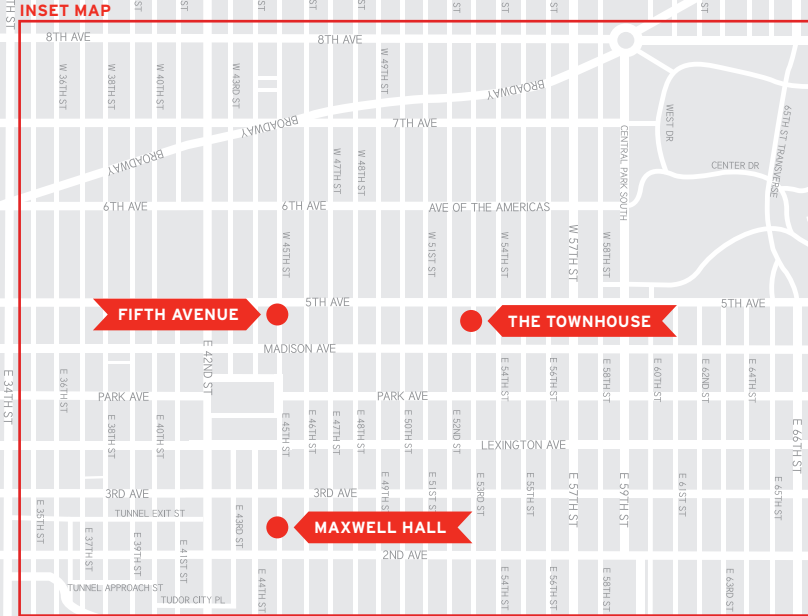 TH ST
ST
ST
ST
INSET MAP
8TH AVE
8TH AVE
W 36TH ST
W 38TH ST
W 40TH ST
W 43RD ST
W 49TH ST
BROADWAY
BROADWAY
BROADWAY
7TH AVE
WEST DR
65TH ST TRANSVERSE
CENTRAL PARK SOUTH
CENTER DR
W 47TH ST
W 48TH ST
6TH AVE
6TH AVE
AVE OF THE AMERICAS
W 45TH ST
W 51ST ST
W 54TH ST
W 57TH ST
W 58TH ST
5TH AVE
5TH AVE
FIFTH AVENUE
THE TOWNHOUSE
MADISON AVE
E 34TH ST
E 36TH ST
E 42ND ST
E 54TH ST
E 56TH ST
E 58TH ST
E 60TH ST
E 62ND ST
E 64TH ST
PARK AVE
PARK AVE
E 38TH ST
E 40TH ST
E 45TH ST
E 46TH ST
E 47TH ST
E 48TH ST
E 50TH ST
E 52ND ST
E 66TH ST
LEXINGTON AVE
E 49TH ST
E 51ST ST
E 53RD ST
E 55TH ST
E 57TH ST
E 59TH ST
E 61ST ST
E 65TH ST
3RD AVE
3RD AVE
E 35TH ST
TUNNEL EXIT ST
E 43RD ST
MAXWELL HALL
E 37TH ST
E 39TH ST
E 41ST ST
2ND AVE
E 44TH ST
E 54TH ST
E 56TH ST
E 58TH ST
E 63RD ST
TUNNEL APPROACH ST
TUDOR CITY PL